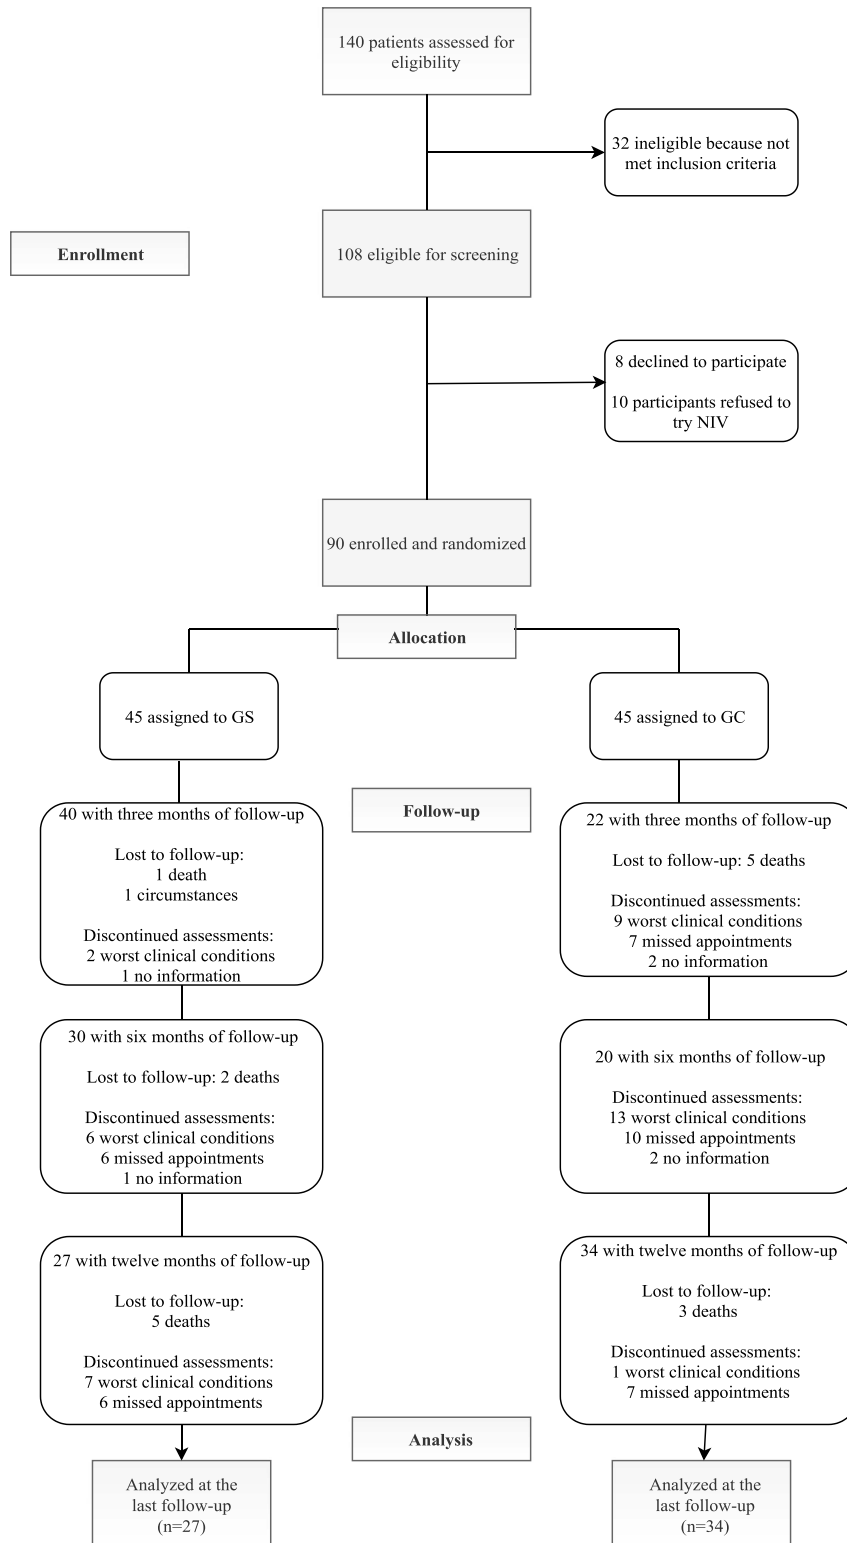 140 patients assessed for
eligibility
32 ineligible because not
met inclusion criteria
Enrollment
108 eligible for screening
8 declined to participate
10 participants refused to
try NIV
90 enrolled and randomized
Allocation
45 assigned to GS
45 assigned to GC
Follow-up
40 with three months of follow-up
Lost to follow-up:
1 death
1 circumstances
Discontinued assessments:
2 worst clinical conditions
1 no information
22 with three months of follow-up
Lost to follow-up: 5 deaths
Discontinued assessments:
9 worst clinical conditions
7 missed appointments
2 no information
30 with six months of follow-up
Lost to follow-up: 2 deaths
Discontinued assessments:
6 worst clinical conditions
6 missed appointments
1 no information
20 with six months of follow-up
Discontinued assessments:
13 worst clinical conditions
10 missed appointments
2 no information
27 with twelve months of follow-up
Lost to follow-up:
5 deaths
Discontinued assessments:
7 worst clinical conditions
6 missed appointments
34 with twelve months of follow-up
Lost to follow-up:
3 deaths
Discontinued assessments:
1 worst clinical conditions
7 missed appointments
Analysis
Analyzed at the
last follow-up
(n=27)
Analyzed at the
last follow-up
(n=34)